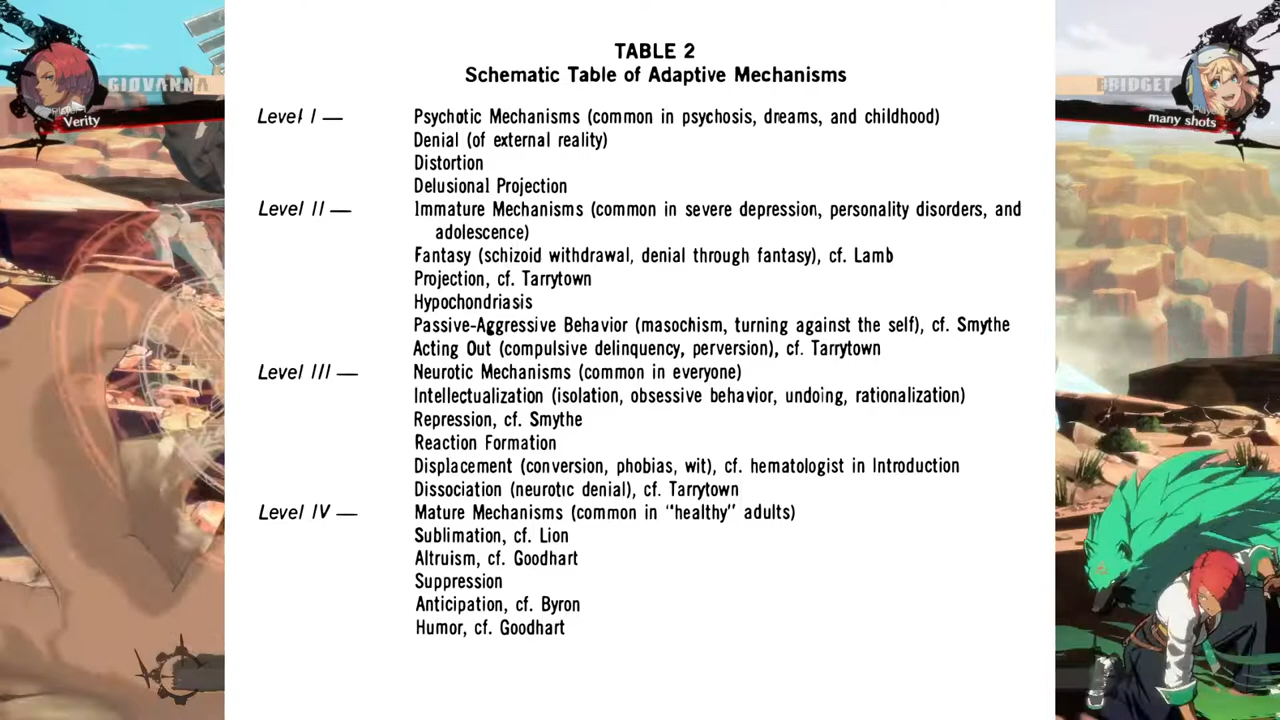 TABLE 2
Schematic Table of Adaptive Mechanisms
GIOVANNA
Verity
BRIDGET
many shots
Level I — Psychotic Mechanisms (common in psychosis, dreams, and childhood)
Denial (of external reality)
Distortion
Delusional Projection
Level II — Immature Mechanisms (common in severe depression, personality disorders, and
adolescence)
Fantasy (schizoid withdrawal, denial through fantasy), cf. Lamb
Projection, cf. Tarrytown
Hypochondriasis
Passive-Aggressive Behavior (masochism, turning against the self), cf. Smythe
Acting Out (compulsive delinquency, perversion), cf. Tarrytown
Level III — Neurotic Mechanisms (common in everyone)
Intellectualization (isolation, obsessive behavior, undoing, rationalization)
Repression, cf. Smythe
Reaction Formation
Displacement (conversion, phobias, wit), cf. hematologist in Introduction
Dissociation (neurotic denial), cf. Tarrytown
Level IV — Mature Mechanisms (common in "healthy" adults)
Sublimation, cf. Lion
Altruism, cf. Goodhart
Suppression
Anticipation, cf. Byron
Humor, cf. Goodhart